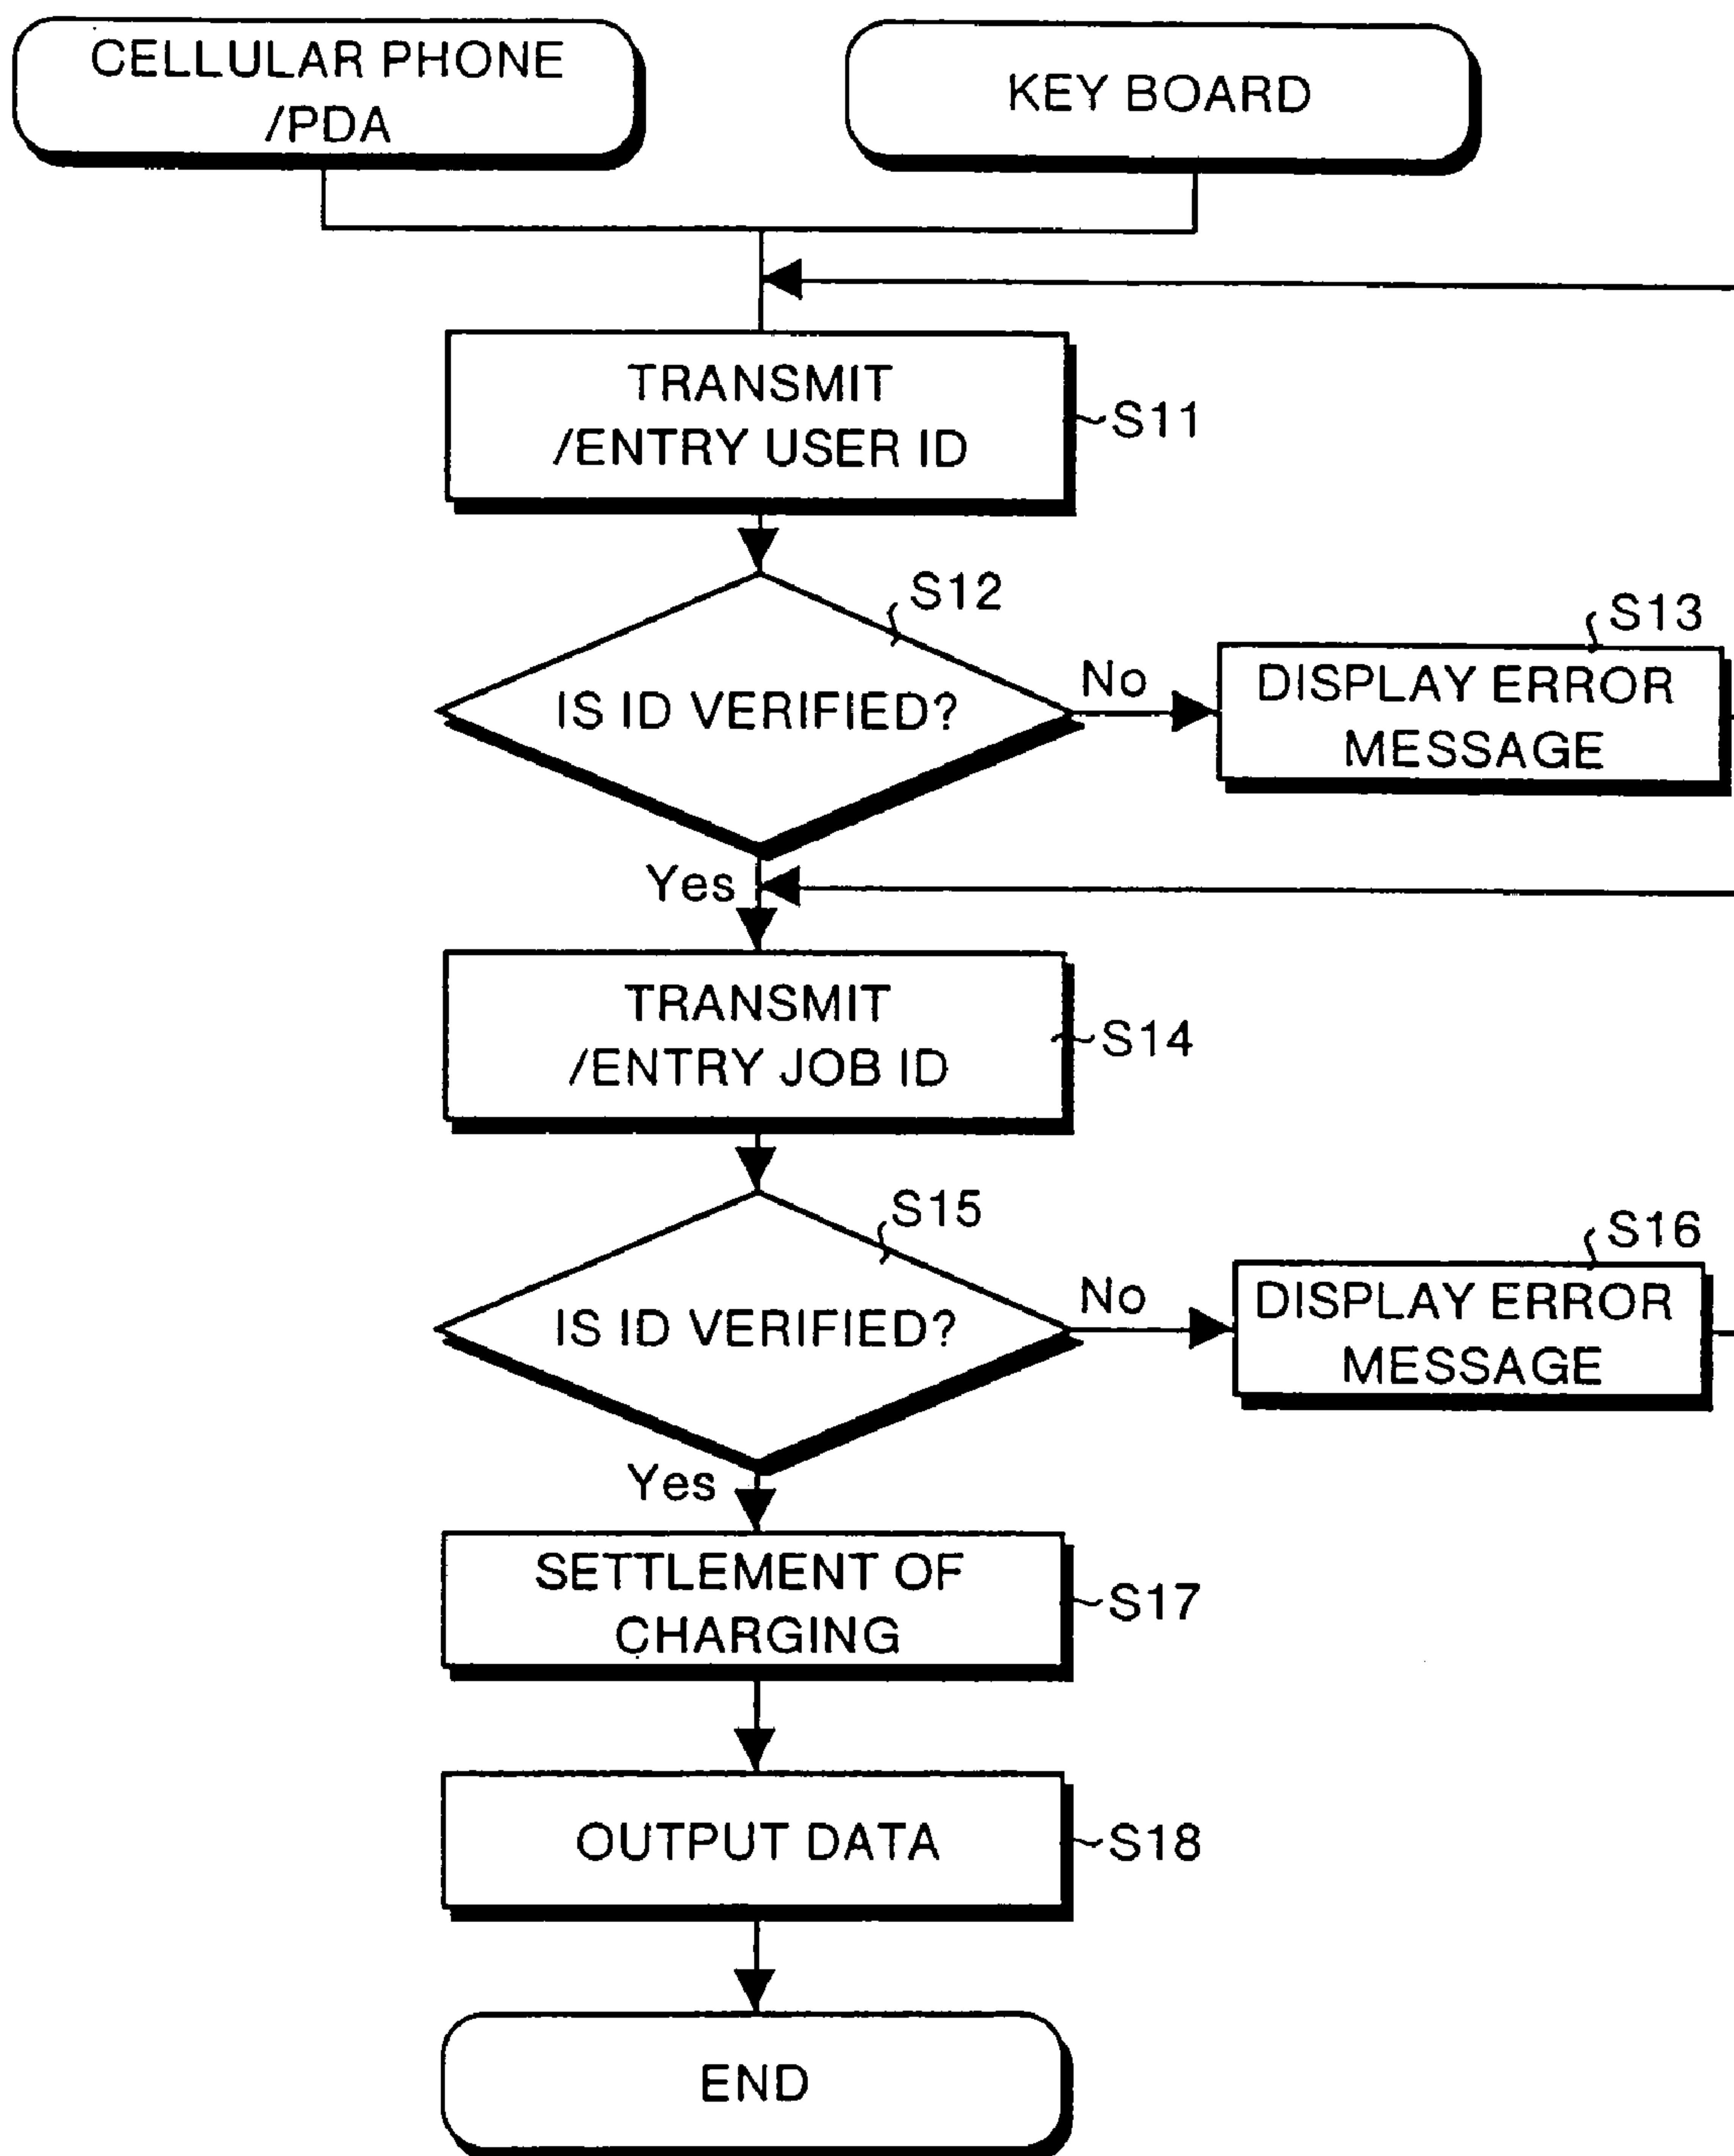 CELLULAR PHONE
/PDA
KEY BOARD
TRANSMIT
/ENTRY USER ID
S11
S12
IS ID VERIFIED?
No
S13
DISPLAY ERROR
MESSAGE
Yes
TRANSMIT
/ENTRY JOB ID
S14
S15
IS ID VERIFIED?
No
S16
DISPLAY ERROR
MESSAGE
Yes
SETTLEMENT OF
CHARGING
S17
OUTPUT DATA
S18
END